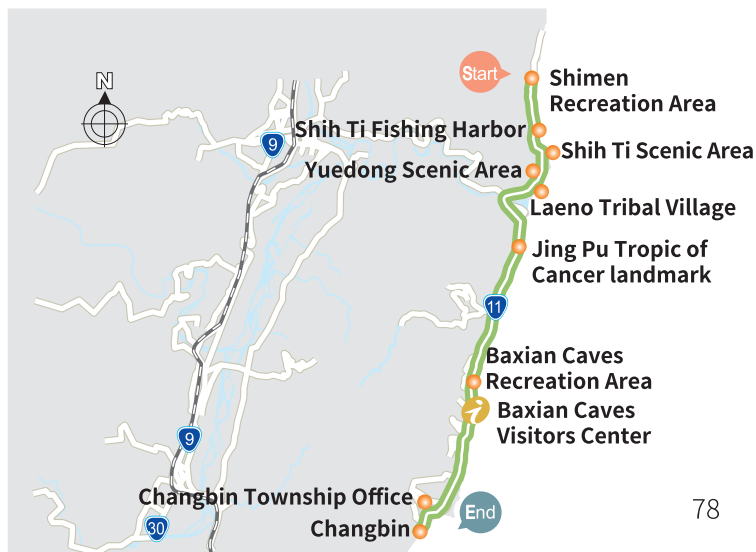 N
Start
Shimen
Recreation Area
Shih Ti Fishing Harbor
9
Shih Ti Scenic Area
Yuedong Scenic Area
Laeno Tribal Village
Jing Pu Tropic of
Cancer landmark
11
Baxian Caves
Recreation Area
Baxian Caves
Visitors Center
9
Changbin Township Office
End
78
30
Changbin